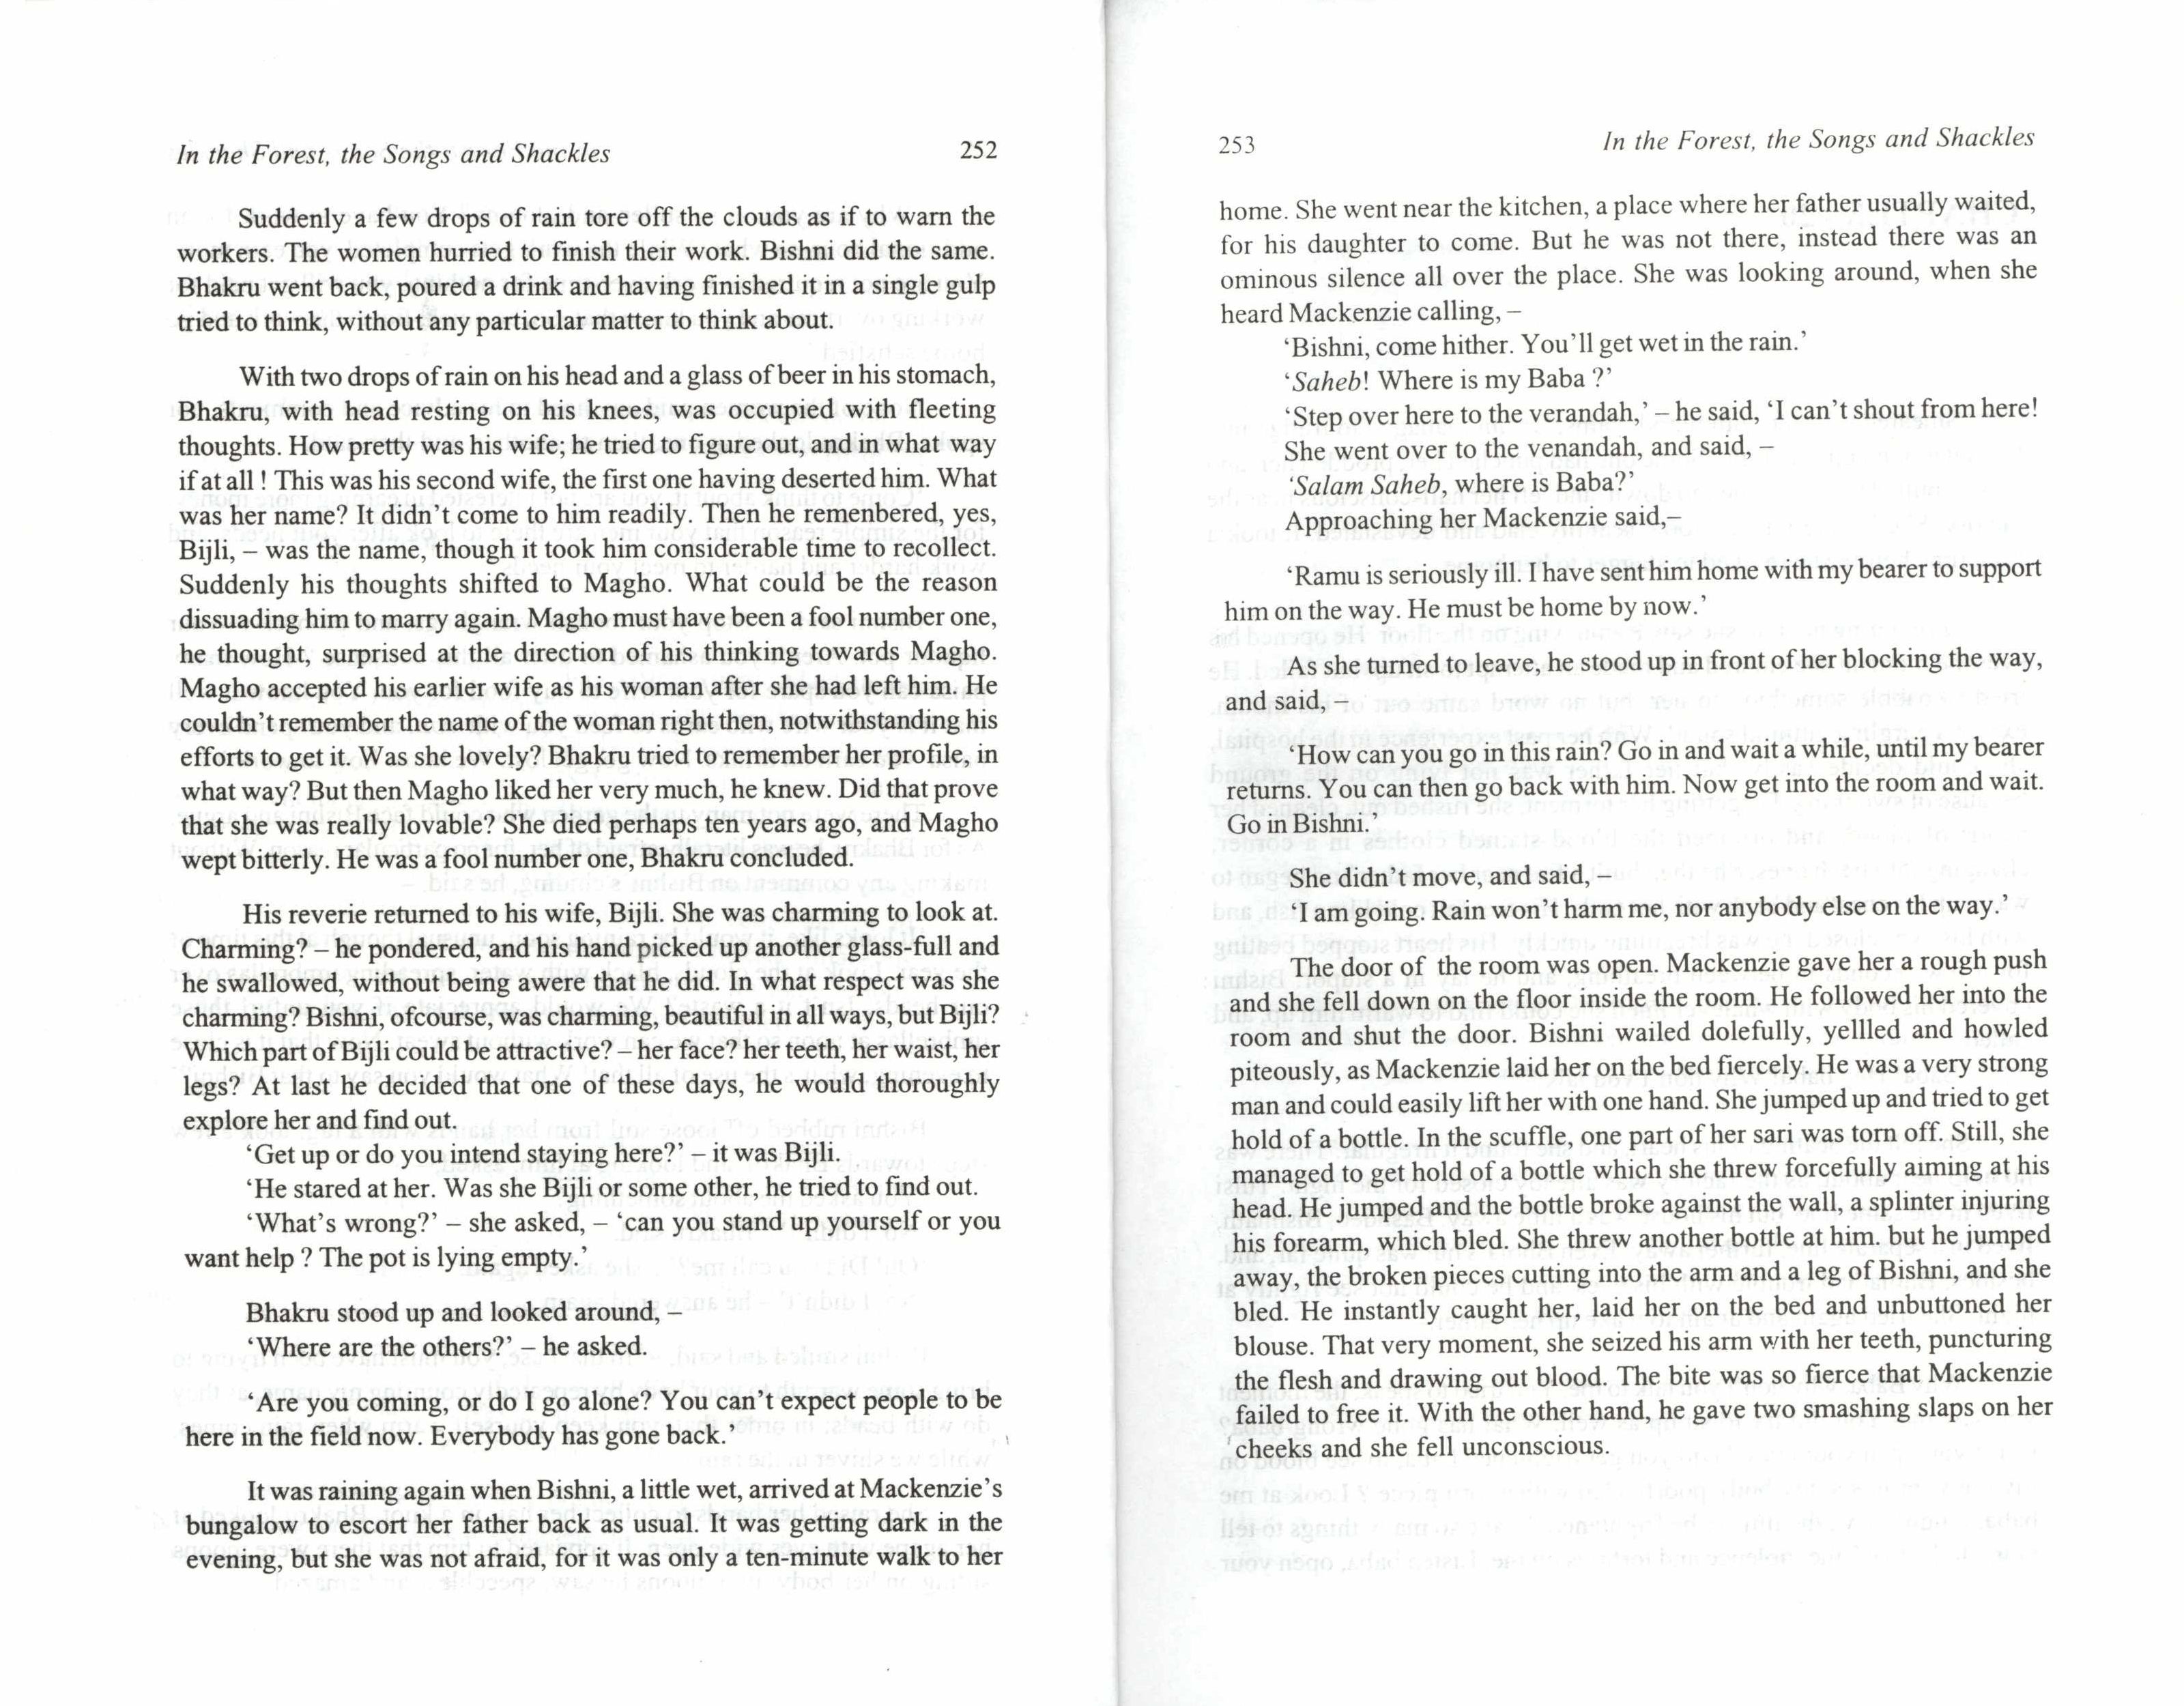 In the Forest, the Songs and Shackles 252
Suddenly a few drops of rain tore off the clouds as if to warn the
workers. The women hurried to finish their work. Bishni did the same.
Bhakru went back, poured a drink and having finished it in a single gulp
tried to think, without any particular matter to think about.
With two drops of rain on his head and a glass of beer in his stomach,
Bhakru, with head resting on his knees, was occupied with fleeting
thoughts. How pretty was his wife; he tried to figure out, and in what way
if at all ! This was his second wife, the first one having deserted him. What
was her name? It didn't come to him readily. Then he remenbered, yes,
Bijli, – was the name, though it took him considerable time to recollect.
Suddenly his thoughts shifted to Magho. What could be the reason
dissuading him to marry again. Magho must have been a fool number one,
he thought, surprised at the direction of his thinking towards Magho.
Magho accepted his earlier wife as his woman after she had left him. He
couldn't remember the name of the woman right then, notwithstanding his
efforts to get it. Was she lovely? Bhakru tried to remember her profile, in
what way? But then Magho liked her very much, he knew. Did that prove
that she was really lovable? She died perhaps ten years ago, and Magho
wept bitterly. He was a fool number one, Bhakru concluded.
His reverie returned to his wife, Bijli. She was charming to look at.
Charming? – he pondered, and his hand picked up another glass-full and
he swallowed, without being awere that he did. In what respect was she
charming? Bishni, ofcourse, was charming, beautiful in all ways, but Bijli?
Which part of Bijli could be attractive? – her face? her teeth, her waist, her
legs? At last he decided that one of these days, he would thoroughly
explore her and find out.
‘Get up or do you intend staying here?’ – it was Bijli.
‘He stared at her. Was she Bijli or some other, he tried to find out.
‘What's wrong?’ – she asked, – ‘can you stand up yourself or you
want help ? The pot is lying empty.’
Bhakru stood up and looked around, –
‘Where are the others?’ – he asked.
‘Are you coming, or do I go alone? You can't expect people to be
here in the field now. Everybody has gone back.’
It was raining again when Bishni, a little wet, arrived at Mackenzie's
bungalow to escort her father back as usual. It was getting dark in the
evening, but she was not afraid, for it was only a ten-minute walk to her
253 In the Forest, the Songs and Shackles
home. She went near the kitchen, a place where her father usually waited,
for his daughter to come. But he was not there, instead there was an
ominous silence all over the place. She was looking around, when she
heard Mackenzie calling, –
‘Bishni, come hither. You'll get wet in the rain.’
‘Saheb! Where is my Baba ?’
‘Step over here to the verandah,’ – he said, ‘I can't shout from here!
She went over to the venandah, and said, –
‘Salam Saheb, where is Baba?’
Approaching her Mackenzie said,–
‘Ramu is seriously ill. I have sent him home with my bearer to support
him on the way. He must be home by now.’
As she turned to leave, he stood up in front of her blocking the way,
and said, –
‘How can you go in this rain? Go in and wait a while, until my bearer
returns. You can then go back with him. Now get into the room and wait.
Go in Bishni.’
She didn't move, and said, –
‘I am going. Rain won't harm me, nor anybody else on the way.’
The door of the room was open. Mackenzie gave her a rough push
and she fell down on the floor inside the room. He followed her into the
room and shut the door. Bishni wailed dolefully, yellled and howled
piteously, as Mackenzie laid her on the bed fiercely. He was a very strong
man and could easily lift her with one hand. She jumped up and tried to get
hold of a bottle. In the scuffle, one part of her sari was torn off. Still, she
managed to get hold of a bottle which she threw forcefully aiming at his
head. He jumped and the bottle broke against the wall, a splinter injuring
his forearm, which bled. She threw another bottle at him. but he jumped
away, the broken pieces cutting into the arm and a leg of Bishni, and she
bled. He instantly caught her, laid her on the bed and unbuttoned her
blouse. That very moment, she seized his arm with her teeth, puncturing
the flesh and drawing out blood. The bite was so fierce that Mackenzie
failed to free it. With the other hand, he gave two smashing slaps on her
cheeks and she fell unconscious.